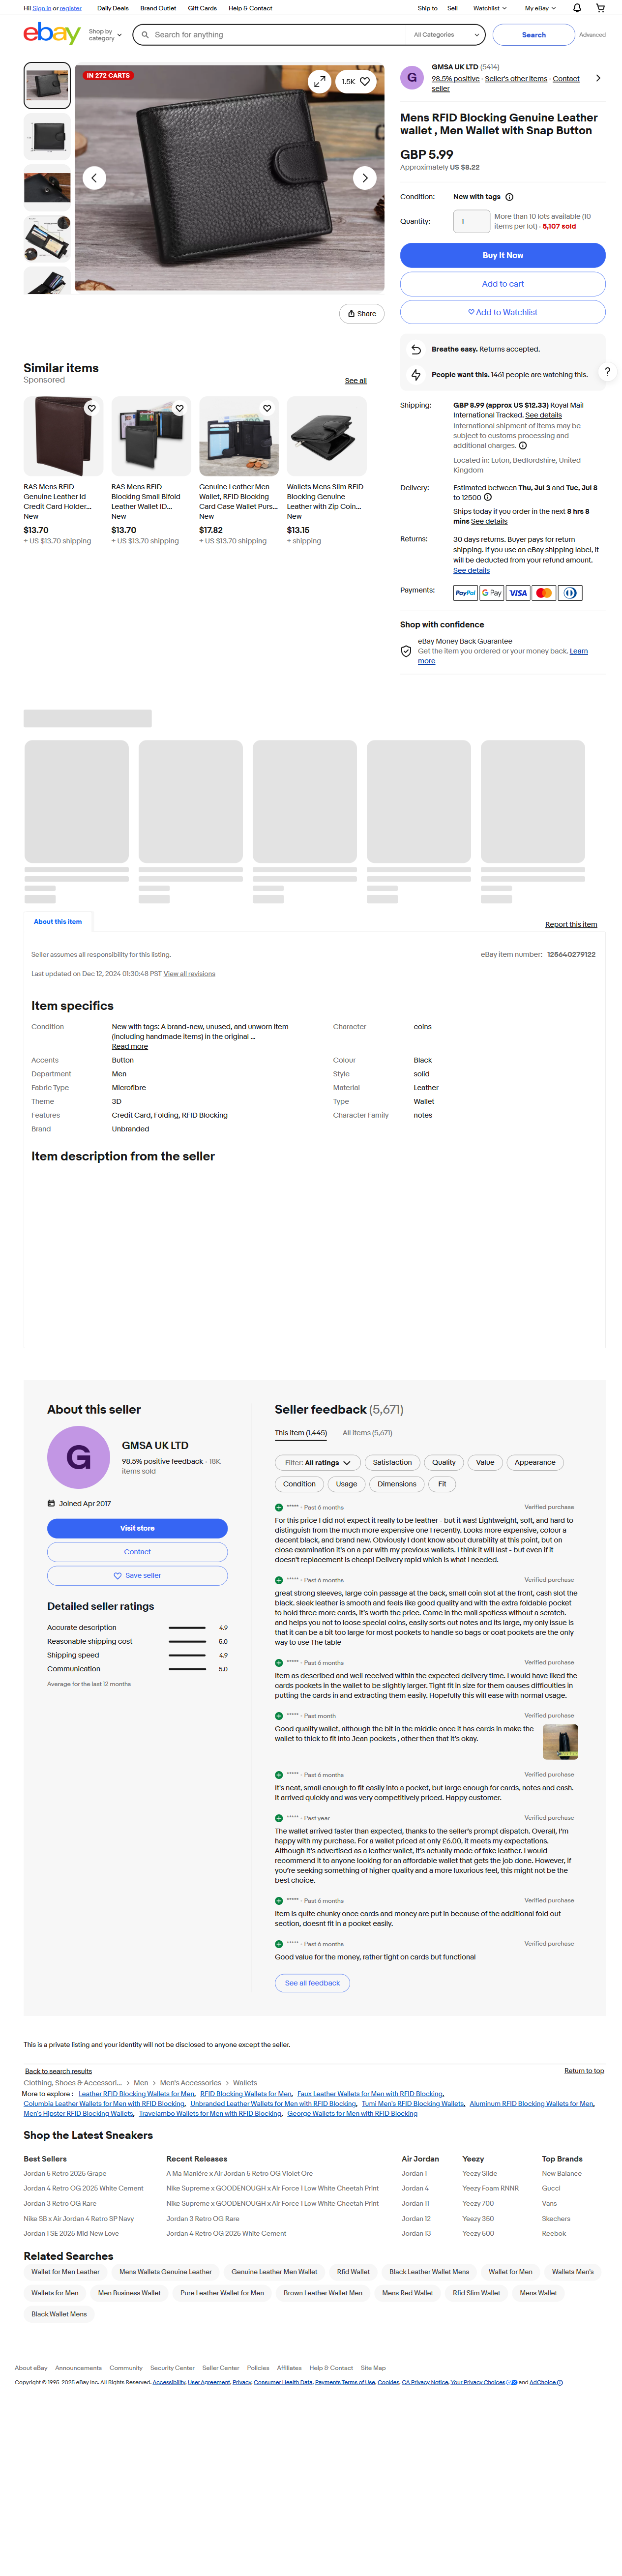 Hi! Sign in or register
Daily Deals
Brand Outlet
Gift Cards
Help & Contact
Ship to
Sell
Watchlist
My eBay
ebay
Shop by category
Search for anything
All Categories
Search
Advanced
IN 272 CARTS
1.5K
Share
G
GMSA UK LTD (5414)
98.5% positive · Seller's other items · Contact
seller
Mens RFID Blocking Genuine Leather
wallet , Men Wallet with Snap Button
GBP 5.99
Approximately US $8.22
Condition:
New with tags
Quantity:
1
More than 10 lots available (10
items per lot) · 5,107 sold
Buy It Now
Add to cart
Add to Watchlist
Breathe easy. Returns accepted.
People want this. 1461 people are watching this.
?
Shipping:
GBP 8.99 (approx US $12.33) Royal Mail
International Tracked. See details
International shipment of items may
be subject to customs processing and
additional charges.
Located in: Luton, Bedfordshire, United
Kingdom
Delivery:
Estimated between Thu, Jul 3 and Tue, Jul 8
to 12500
Ships today if you order in the next 8 hrs 8
mins See details
Returns:
30 days returns. Buyer pays for return
shipping. If you use an eBay shipping label, it
will be deducted from your refund amount.
See details
Payments:
PayPal
G Pay
VISA
Shop with confidence
eBay Money Back Guarantee
Get the item you ordered or your money back. Learn
more
Similar items
Sponsored
See all
RAS Mens RFID
Genuine Leather Id
Credit Card Holder...
New
$13.70
+ US $13.70 shipping
RAS Mens RFID
Blocking Small Bifold
Leather Wallet ID...
New
$13.70
+ US $13.70 shipping
Genuine Leather Men
Wallet, RFID Blocking
Card Case Wallet Purs...
New
$17.82
+ US $13.70 shipping
Wallets Mens Slim RFID
Blocking Genuine
Leather with Zip Coin...
New
$13.15
+ shipping
About this item
Report this item
Seller assumes all responsibility for this listing.
eBay item number: 125640279122
Last updated on Dec 12, 2024 01:30:48 PST View all revisions
Item specifics
Condition
New with tags: A brand-new, unused, and unworn item
(including handmade items) in the original ...
Read more
Character
coins
Accents
Button
Colour
Black
Department
Men
Style
solid
Fabric Type
Microfibre
Material
Leather
Theme
3D
Type
Wallet
Features
Credit Card, Folding, RFID Blocking
Character Family
notes
Brand
Unbranded
Item description from the seller
About this seller
G
GMSA UK LTD
98.5% positive feedback · 18K
items sold
Joined Apr 2017
Visit store
Contact
Save seller
Detailed seller ratings
Accurate description
4.9
Reasonable shipping cost
5.0
Shipping speed
4.9
Communication
5.0
Average for the last 12 months
Seller feedback (5,671)
This item (1,445)
All items (5,671)
Filter: All ratings
Satisfaction
Quality
Value
Appearance
Condition
Usage
Dimensions
Fit
***** · Past 6 months
Verified purchase
For this price I did not expect it really to be leather - but it wast! Lightweight, soft, and hard to
distinguish from the much more expensive one I recently. Looks more expensive, colour a
decent black, and brand new. Obviously I dont know about durability at this point, but on
close examination it's on a par with my previous wallets. I think it will last - but even if it
doesn't replacement is cheap! Delivery rapid which is what i needed.
***** · Past 6 months
Verified purchase
great strong sleeves, large coin passage at the back, small coin slot at the front, cash slot the
black. sleek leather is smooth and feels like good quality and with the extra foldable pocket
to hold three more cards, it's worth the price. Came in the mail spotless without a scratch.
and helps you not to loose special coins, easily sorts out notes and its large, my only issue is
that it can be a bit too large for most pockets to handle so bags or coat pockets are the only
way to use The table
***** · Past 6 months
Verified purchase
Item as described and well received within the expected delivery time. I would have liked the
cards pockets in the wallet to be slightly larger. Tight fit in size for them causes difficulties in
putting the cards in and extracting them easily. Hopefully this will ease with normal usage.
***** · Past month
Verified purchase
Good quality wallet, although the bit in the middle once it has cards in make the
wallet to thick to fit into Jean pockets , other then that it's okay.
***** · Past 6 months
Verified purchase
It's neat, small enough to fit easily into a pocket, but large enough for cards, notes and cash.
It arrived quickly and was very competitively priced. Happy customer.
***** · Past year
Verified purchase
The wallet arrived faster than expected, thanks to the seller's prompt dispatch. Overall, I'm
happy with my purchase. For a wallet priced at only £6.00, it meets my expectations.
Although it's advertised as a leather wallet, it's actually made of fake leather. I would
recommend it to anyone looking for an affordable wallet that gets the job done. However, if
you're seeking something of higher quality and a more luxurious feel, this might not be the
best choice.
***** · Past 6 months
Verified purchase
Item is quite chunky once cards and money are put in because of the additional fold out
section, doesnt fit in a pocket easily.
***** · Past 6 months
Verified purchase
Good value for the money, rather tight on cards but functional
See all feedback
This is a private listing and your identity will not be disclosed to anyone except the seller.
Back to search results
Return to top
Clothing, Shoes & Accessori... > Men > Men's Accessories > Wallets
More to explore : Leather RFID Blocking Wallets for Men, RFID Blocking Wallets for Men, Faux Leather Wallets for Men with RFID Blocking,
Columbia Leather Wallets for Men with RFID Blocking, Unbranded Leather Wallets for Men with RFID Blocking, Tumi Men's RFID Blocking Wallets, Aluminum RFID Blocking Wallets for Men,
Men's Hipster RFID Blocking Wallets, Travelambo Wallets for Men with RFID Blocking, George Wallets for Men with RFID Blocking
Shop the Latest Sneakers
Best Sellers
Jordan 5 Retro 2025 Grape
Jordan 4 Retro OG 2025 White Cement
Jordan 3 Retro OG Rare
Nike SB x Air Jordan 4 Retro SP Navy
Jordan 1 SE 2025 Mid New Love
Recent Releases
A Ma Maniére x Air Jordan 5 Retro OG Violet Ore
Nike Supreme x GOODENOUGH x Air Force 1 Low White Cheetah Print
Nike Supreme x GOODENOUGH x Air Force 1 Low White Cheetah Print
Jordan 3 Retro OG Rare
Jordan 4 Retro OG 2025 White Cement
Air Jordan
Jordan 1
Jordan 4
Jordan 11
Jordan 12
Jordan 13
Yeezy
Yeezy Slide
Yeezy Foam RNNR
Yeezy 700
Yeezy 350
Yeezy 500
Top Brands
New Balance
Gucci
Vans
Skechers
Reebok
Related Searches
Wallet for Men Leather
Mens Wallets Genuine Leather
Genuine Leather Men Wallet
Rfid Wallet
Black Leather Wallet Mens
Wallet for Men
Wallets Men's
Wallets for Men
Men Business Wallet
Pure Leather Wallet for Men
Brown Leather Wallet Men
Mens Red Wallet
Rfid Slim Wallet
Mens Wallet
Black Wallet Mens
About eBay
Announcements
Community
Security Center
Seller Center
Policies
Affiliates
Help & Contact
Site Map
Copyright © 1995-2025 eBay Inc. All Rights Reserved. Accessibility, User Agreement, Privacy, Consumer Health Data, Payments Terms of Use, Cookies, CA Privacy Notice, Your Privacy Choices and AdChoice